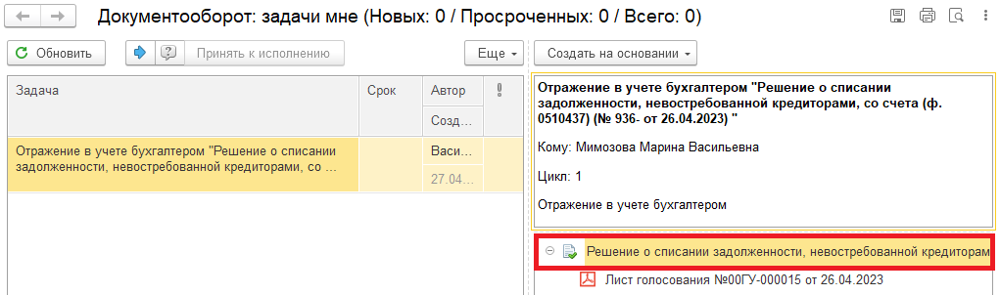 Документооборот: задачи мне (Новых: 0 / Просроченных: 0 / Всего: 0)
Обновить
Принять к исполнению
Еще
Создать на основании
Задача
Срок
Автор
Созд...
Отражение в учете бухгалтером "Решение о списании
задолженности, невостребованной кредиторами, со ...
Васи...
27.04...
Отражение в учете бухгалтером "Решение о списании
задолженности, невостребованной кредиторами, со счета (ф.
0510437) (№ 936- от 26.04.2023) "
Кому: Мимозова Марина Васильевна
Цикл: 1
Отражение в учете бухгалтером
Решение о списании задолженности, невостребованной кредиторам
Лист голосования №00ГУ-000015 от 26.04.2023